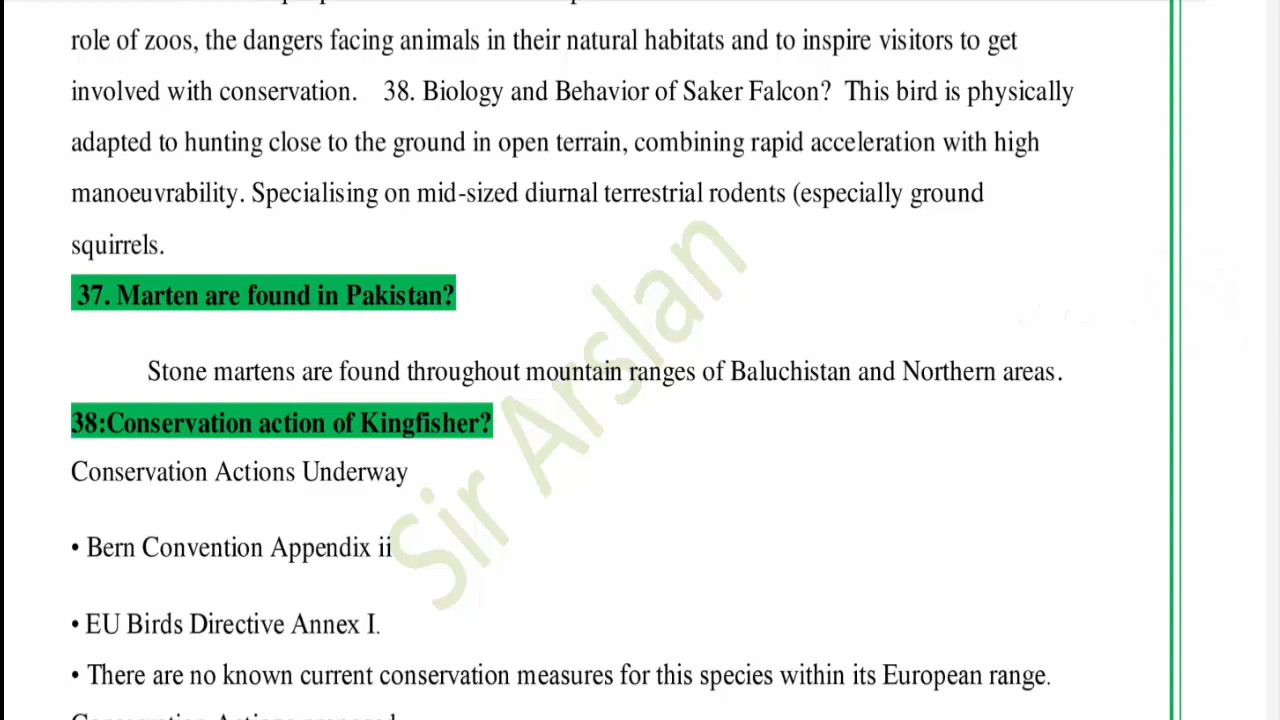 role of zoos, the dangers facing animals in their natural habitats and to inspire visitors to get
involved with conservation. 38. Biology and Behavior of Saker Falcon? This bird is physically
adapted to hunting close to the ground in open terrain, combining rapid acceleration with high
manoeuvrability. Specialising on mid-sized diurnal terrestrial rodents (especially ground
squirrels.
37. Marten are found in Pakistan?
Stone martens are found throughout mountain ranges of Baluchistan and Northern areas.
38:Conservation action of Kingfisher?
Conservation Actions Underway
• Bern Convention Appendix ii
• EU Birds Directive Annex I.
• There are no known current conservation measures for this species within its European range.
Sir Arslan